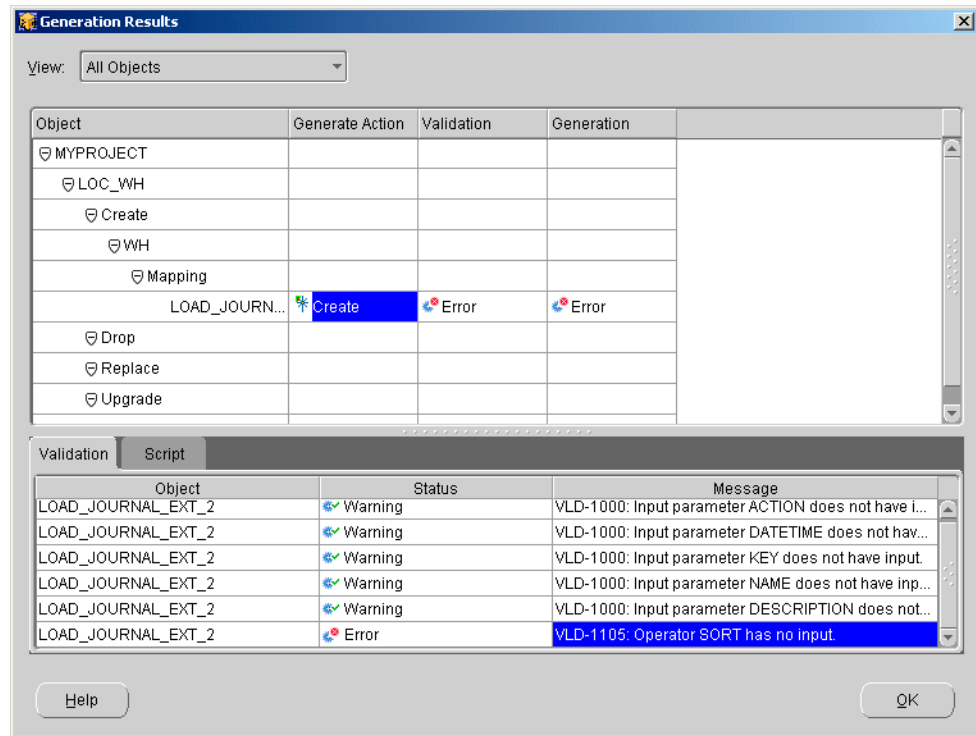 Generation Results
View: All Objects
Object Generate Action Validation Generation
MYPROJECT
LOC_WH
Create
WH
Mapping
LOAD_JOURN... Create Error Error
Drop
Replace
Upgrade
Validation Script
Object Status Message
LOAD_JOURNAL_EXT_2 Warning VLD-1000: Input parameter ACTION does not have i...
LOAD_JOURNAL_EXT_2 Warning VLD-1000: Input parameter DATETIME does not hav...
LOAD_JOURNAL_EXT_2 Warning VLD-1000: Input parameter KEY does not have input.
LOAD_JOURNAL_EXT_2 Warning VLD-1000: Input parameter NAME does not have inp...
LOAD_JOURNAL_EXT_2 Warning VLD-1000: Input parameter DESCRIPTION does not...
LOAD_JOURNAL_EXT_2 Error VLD-1105: Operator SORT has no input.
Help OK